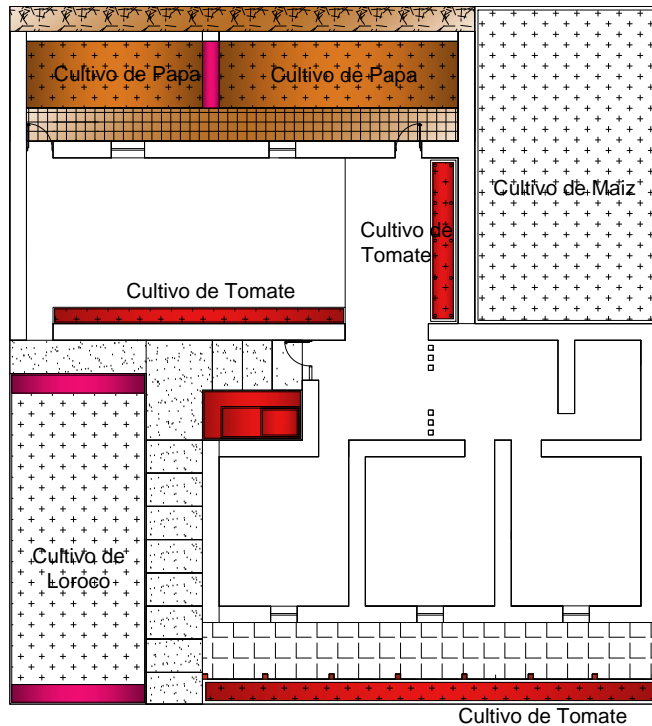 Cultivo de Papa
Cultivo de Papa
Cultivo de Maiz
Cultivo de
Tomate
Cultivo de Tomate
Cultivo de
Loroco
Cultivo de Tomate